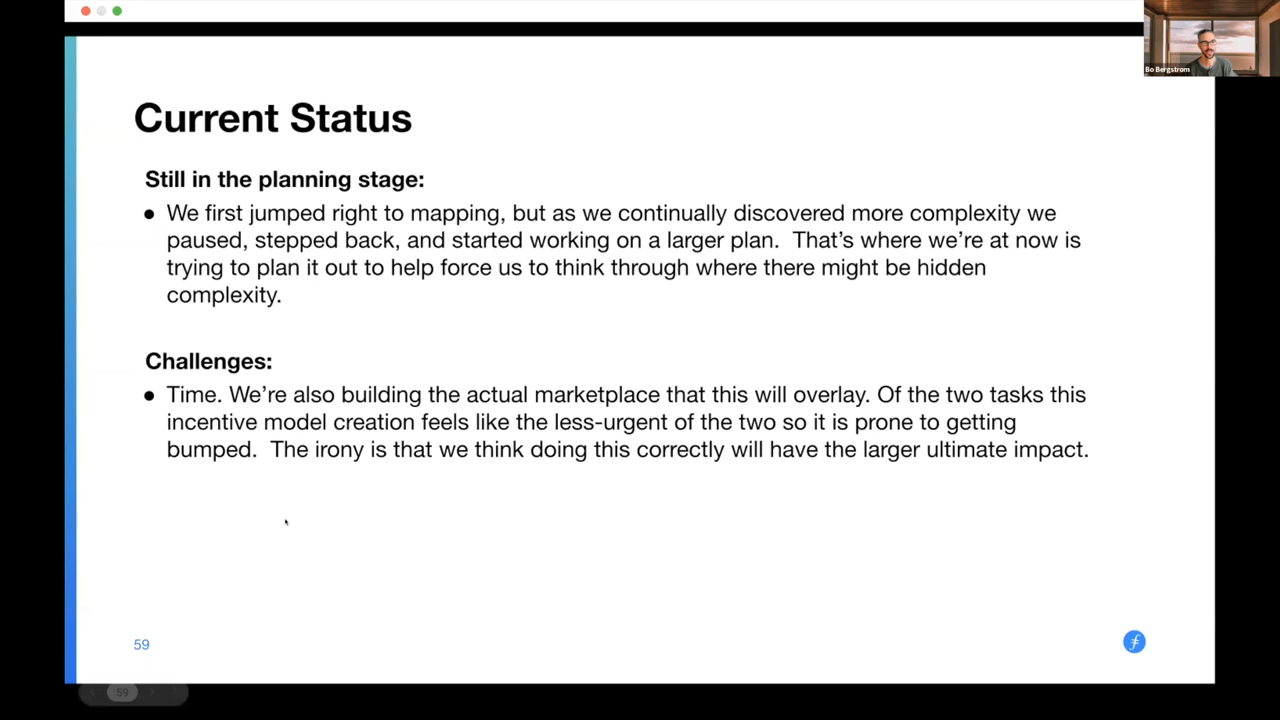 Bo Bergstrom
Current Status
Still in the planning stage:
● We first jumped right to mapping, but as we continually discovered more complexity we
paused, stepped back, and started working on a larger plan.  That’s where we’re at now is
trying to plan it out to help force us to think through where there might be hidden
complexity.
Challenges:
● Time. We’re also building the actual marketplace that this will overlay. Of the two tasks this
incentive model creation feels like the less-urgent of the two so it is prone to getting
bumped.  The irony is that we think doing this correctly will have the larger ultimate impact.
59
59